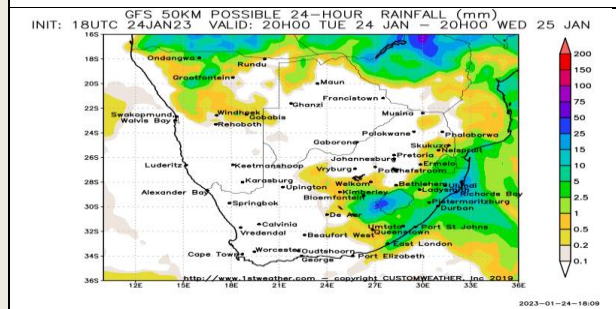 GFS 50KM POSSIBLE 24-HOUR RAINFALL (mm)
INIT: 18UTC 24JAN23 VALID: 20H00 TUE 24 JAN - 20H00 WED 25 JAN
16S
Ondangwa
Rundu
18S
Grootfontein
Maun
20S
Francistown
Ghanzi
22S
Windhoek
Gobabis
Musina
Swakopmund
Walvis Bay
Rehoboth
Polokwane
Phalaborwa
24S
Gaborone
Skukuza
Pretoria
Nelspruit
Johannesburg
26S
Luderitz
Keetmanshoop
Vryburg
Potchefstroom
Ermelo
Karasburg
Upington
Welkom
Bethlehem
Ulundi
28S
Alexander Bay
Kimberley
Ladysmith
Richards Bay
Springbok
Bloemfontein
Pietermaritzburg
30S
De Aar
Durban
Calvinia
Umtata
Port St Johns
32S
Vredendal
Beaufort West
Queenstown
East London
Worcester
Oudtshoorn
34S
Cape Town
George
Port Elizabeth
36S
http://www.1stweather.com - copyright CUSTOMWEATHER, Inc 2019
12E 15E 18E 21E 24E 27E 30E 33E 36E
200
150
100
75
50
25
15
10
5
2.5
1
0.5
0.2
0.1
2023-01-24-18:09